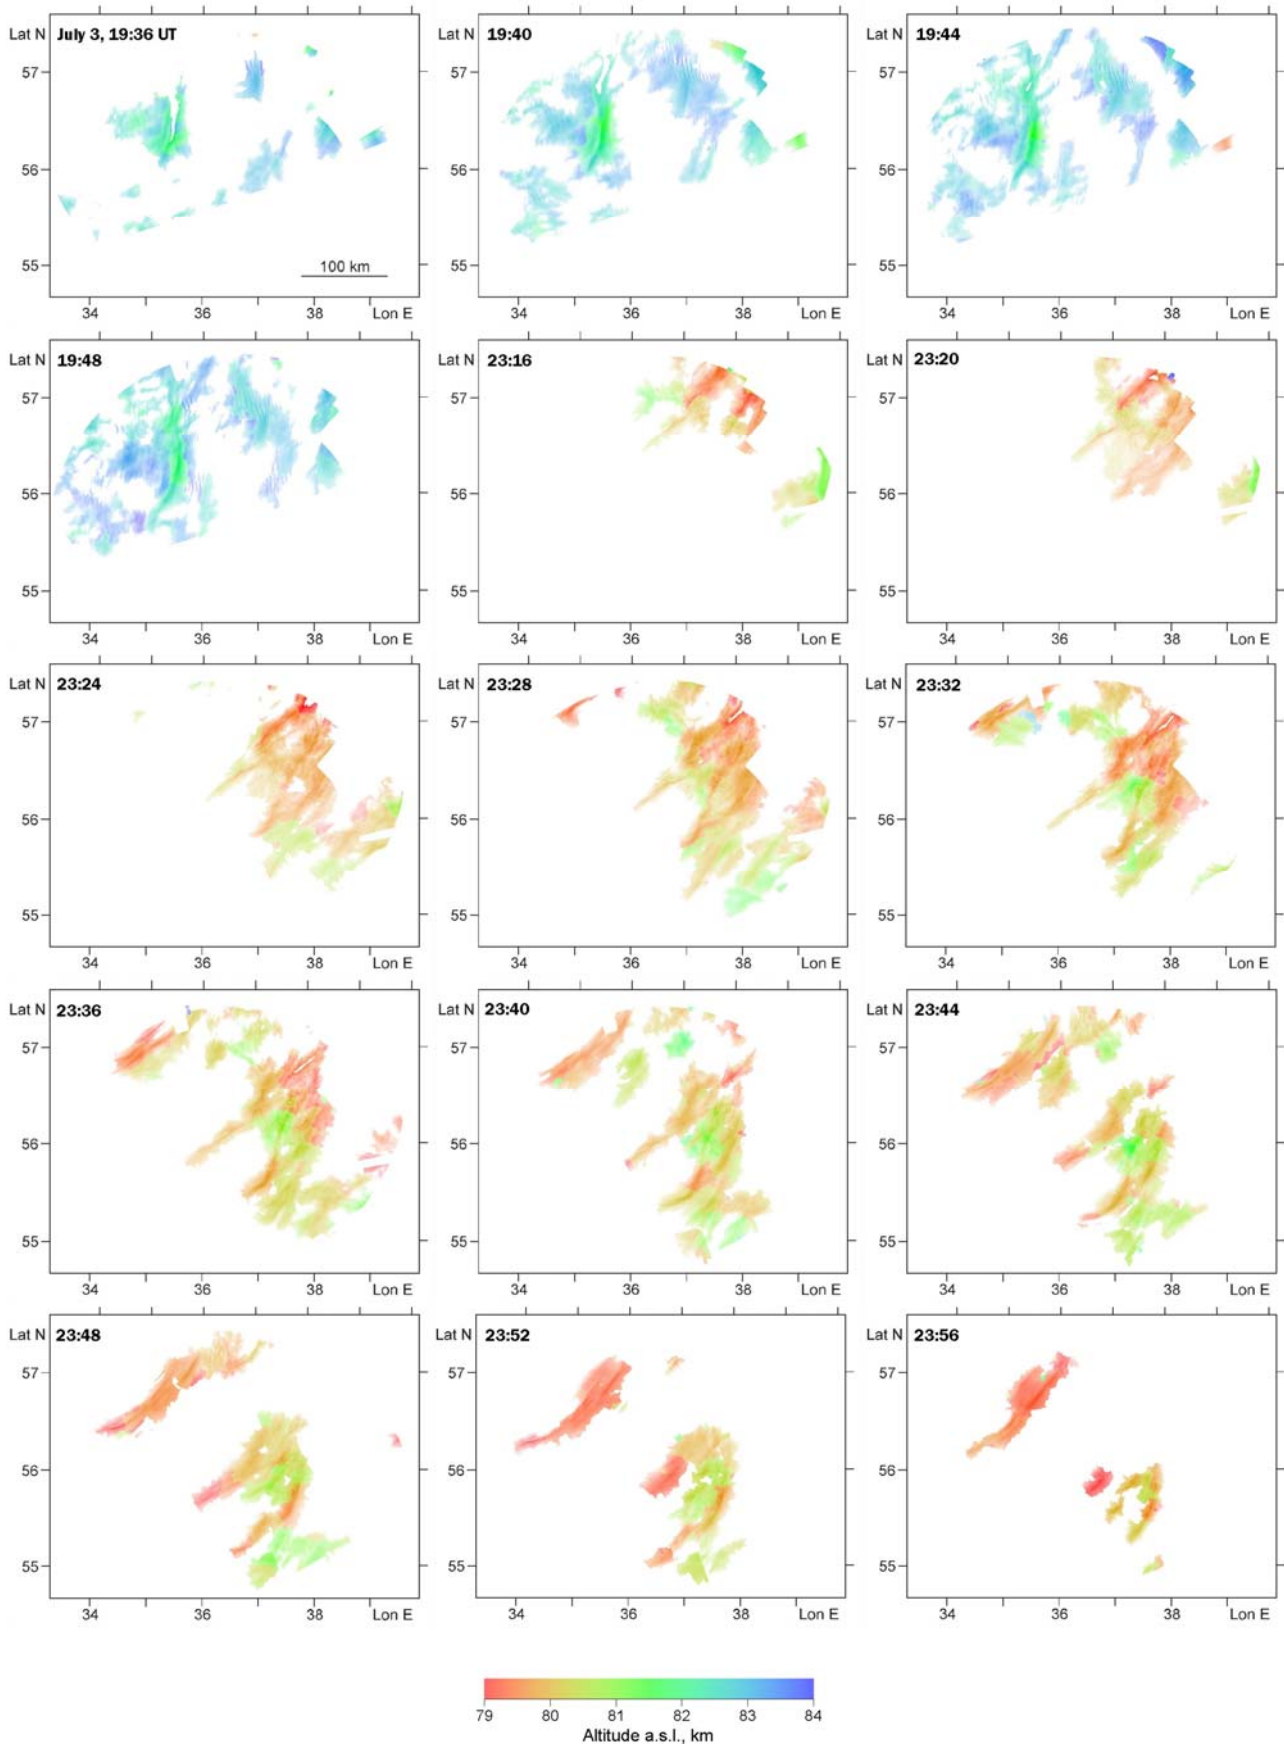 Lat N July 3, 19:36 UT
57
56
55
100 km
34 36 38 Lon E
Lat N 19:40
57
56
55
34 36 38 Lon E
Lat N 19:44
57
56
55
34 36 38 Lon E
Lat N 19:48
57
56
55
34 36 38 Lon E
Lat N 23:16
57
56
55
34 36 38 Lon E
Lat N 23:20
57
56
55
34 36 38 Lon E
Lat N 23:24
57
56
55
34 36 38 Lon E
Lat N 23:28
57
56
55
34 36 38 Lon E
Lat N 23:32
57
56
55
34 36 38 Lon E
Lat N 23:36
57
56
55
34 36 38 Lon E
Lat N 23:40
57
56
55
34 36 38 Lon E
Lat N 23:44
57
56
55
34 36 38 Lon E
Lat N 23:48
57
56
55
34 36 38 Lon E
Lat N 23:52
57
56
55
34 36 38 Lon E
Lat N 23:56
57
56
55
34 36 38 Lon E
79 80 81 82 83 84
Altitude a.s.l., km